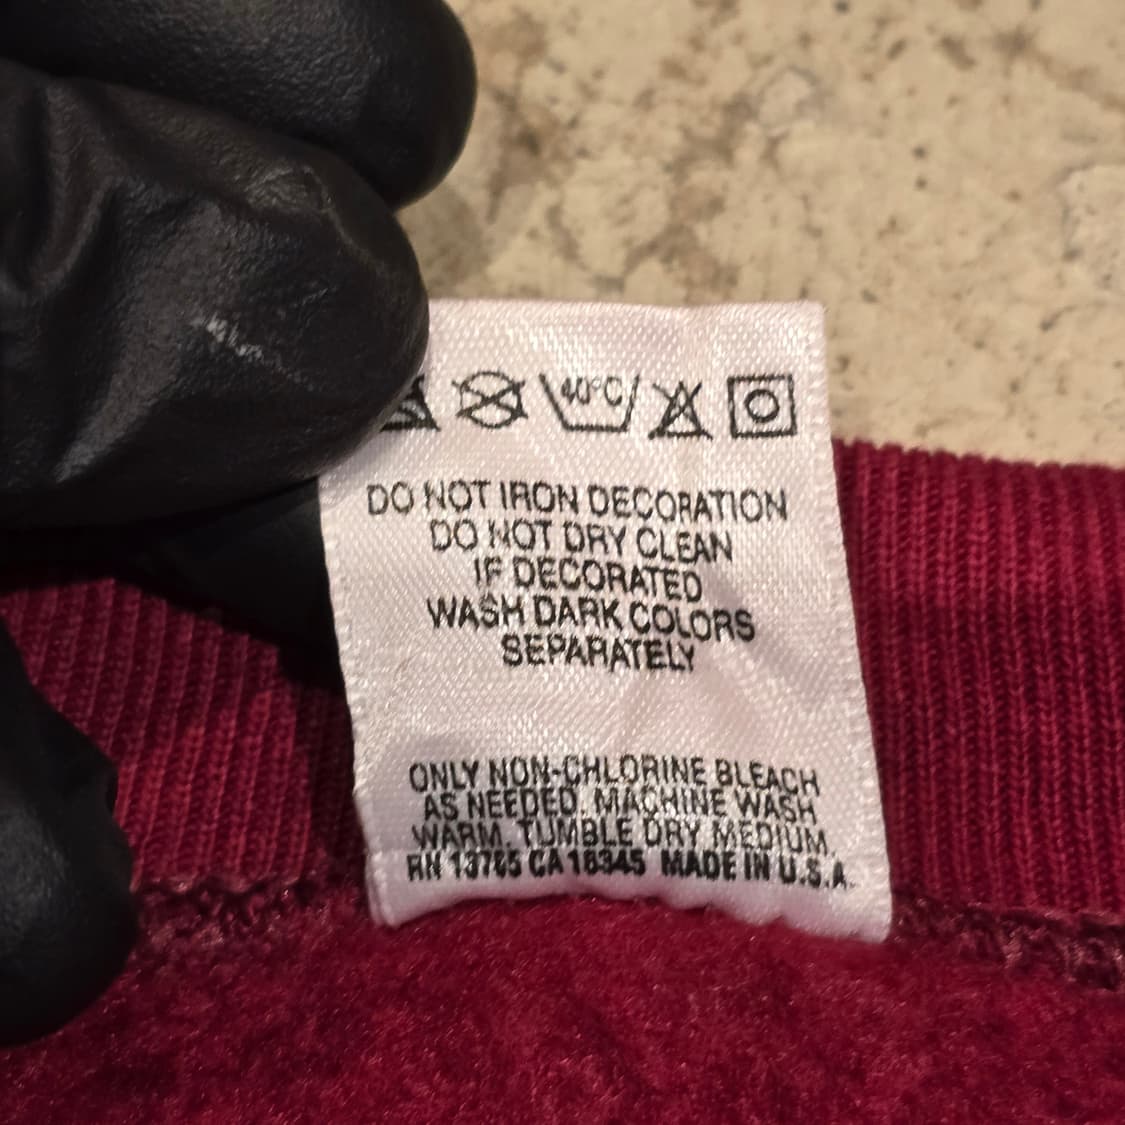 40°C
DO NOT IRON DECORATION
DO NOT DRY CLEAN
IF DECORATED
WASH DARK COLORS
SEPARATELY
ONLY NON-CHLORINE BLEACH
AS NEEDED. MACHINE WASH
WARM. TUMBLE DRY MEDIUM.
RN 13765 CA 16345 MADE IN U.S.A.